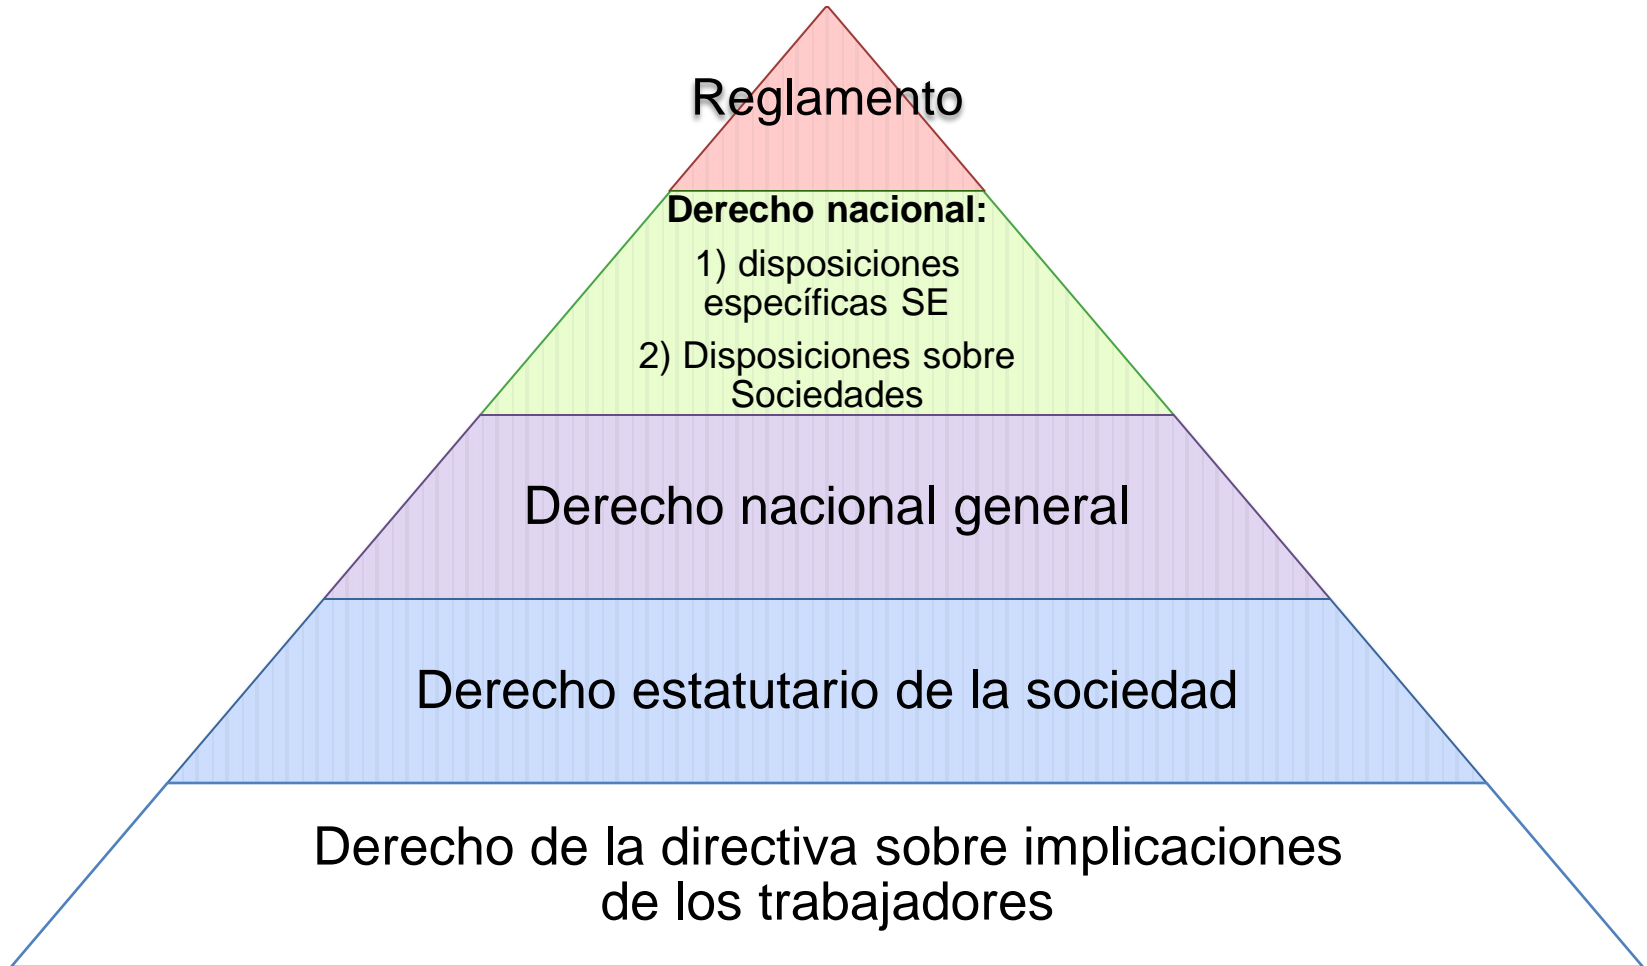 Reglamento
Derecho nacional:
1) disposiciones
específicas SE
2) Disposiciones sobre
Sociedades
Derecho nacional general
Derecho estatutario de la sociedad
Derecho de la directiva sobre implicaciones
de los trabajadores